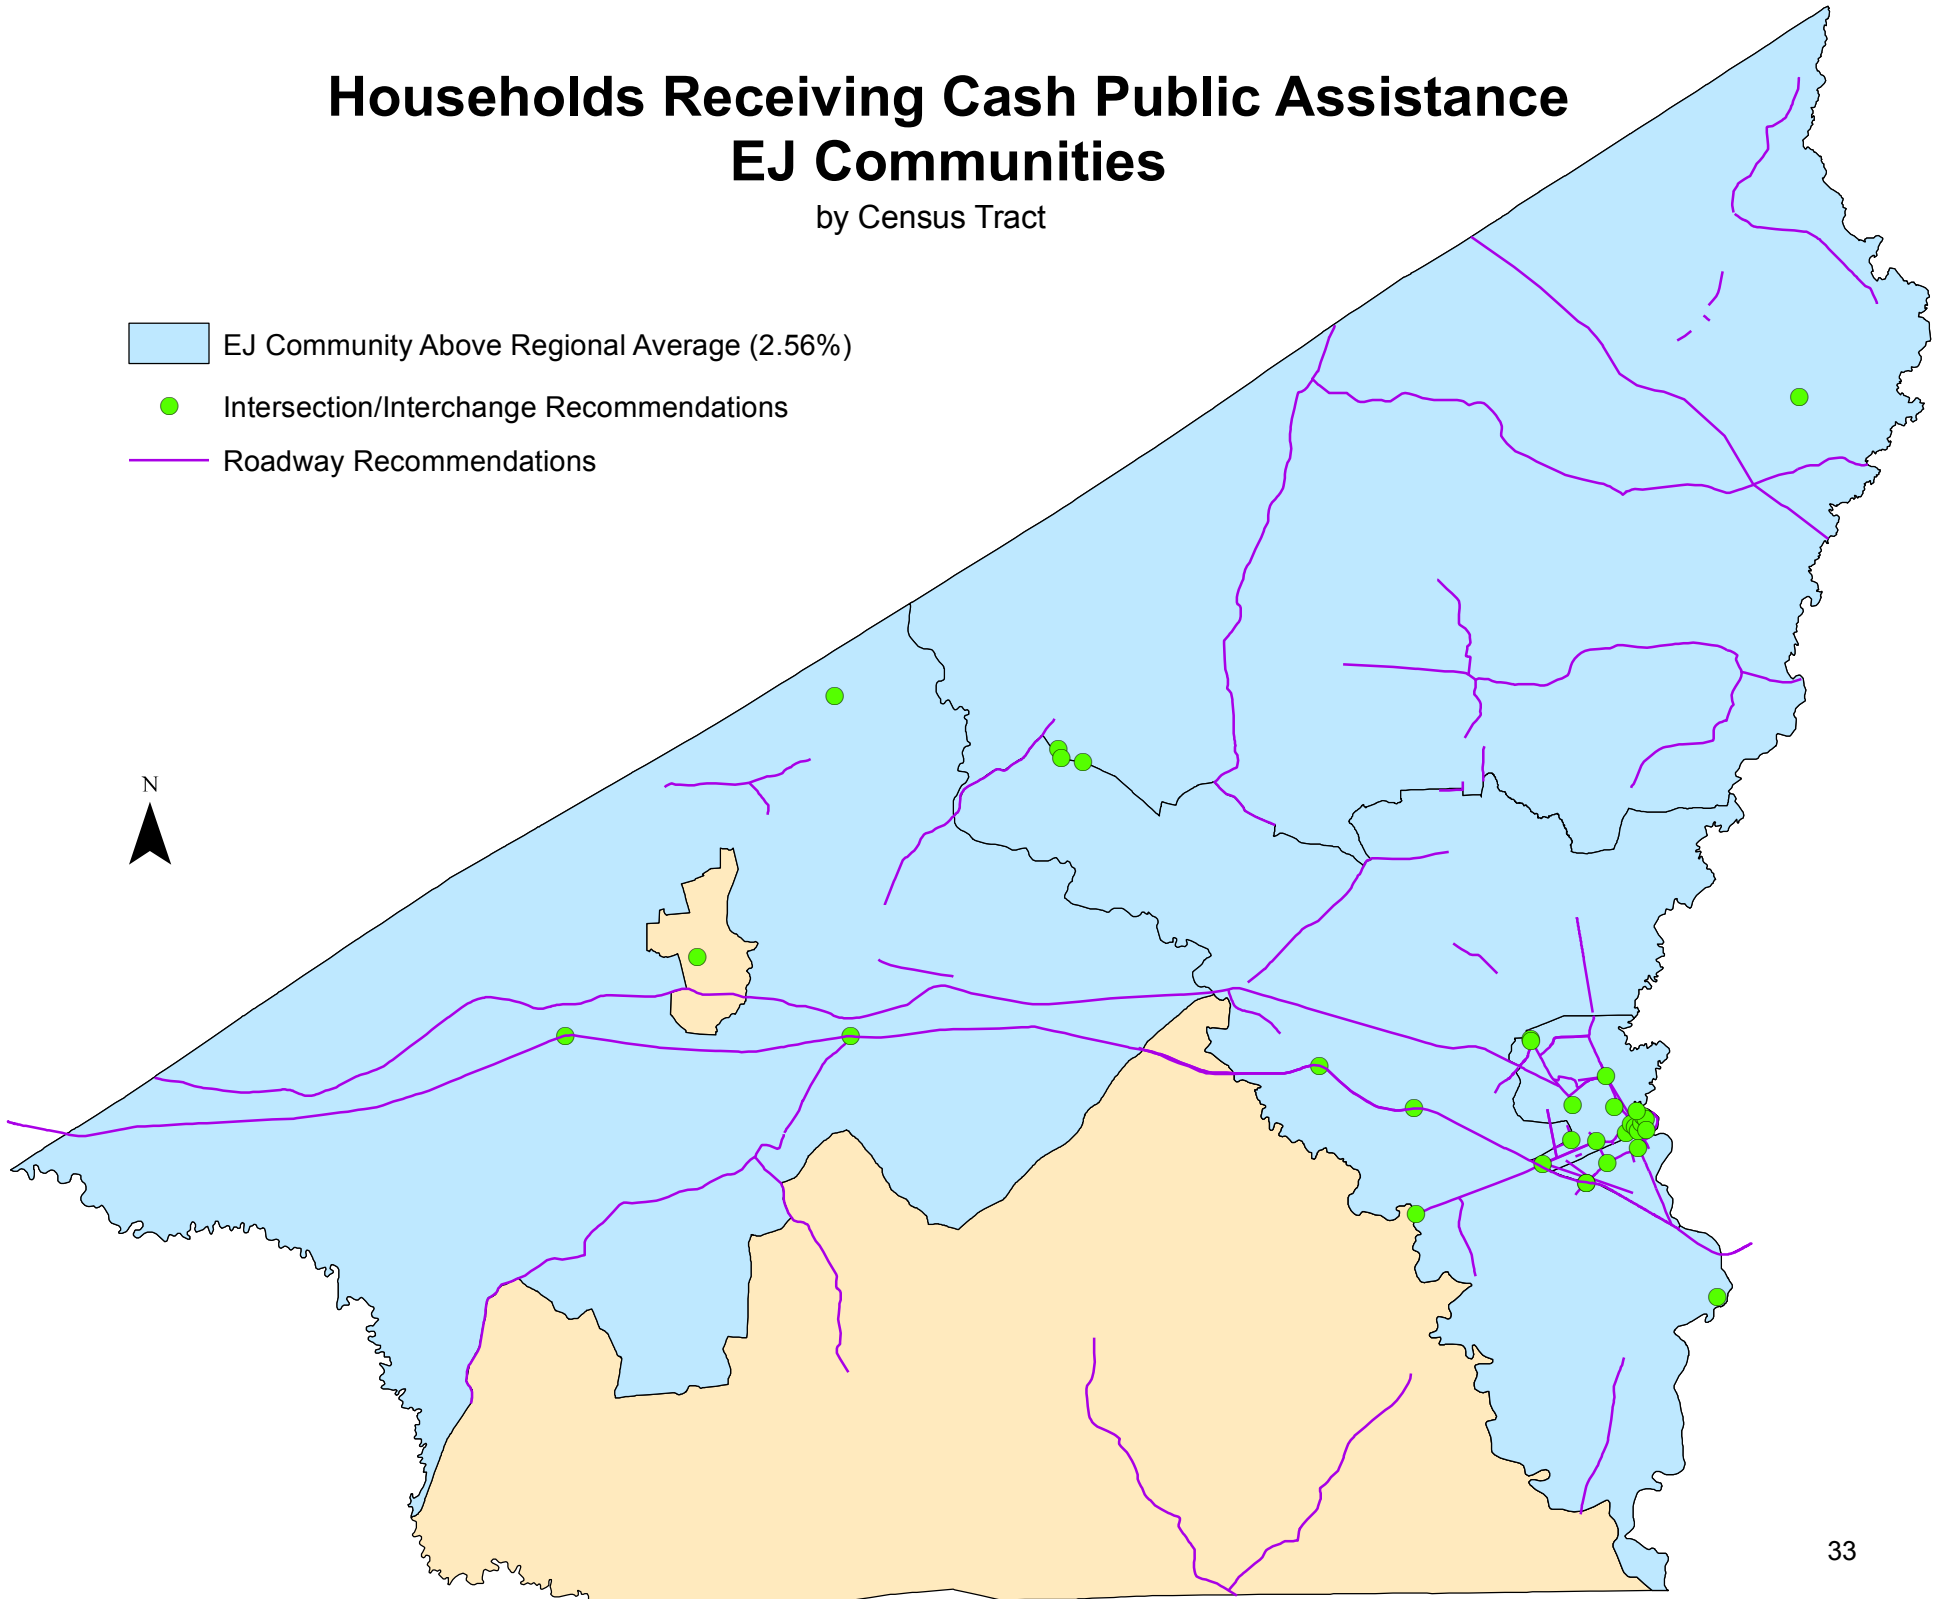 Households Receiving Cash Public Assistance
EJ Communities
by Census Tract
EJ Community Above Regional Average (2.56%)
Intersection/Interchange Recommendations
Roadway Recommendations
N
33